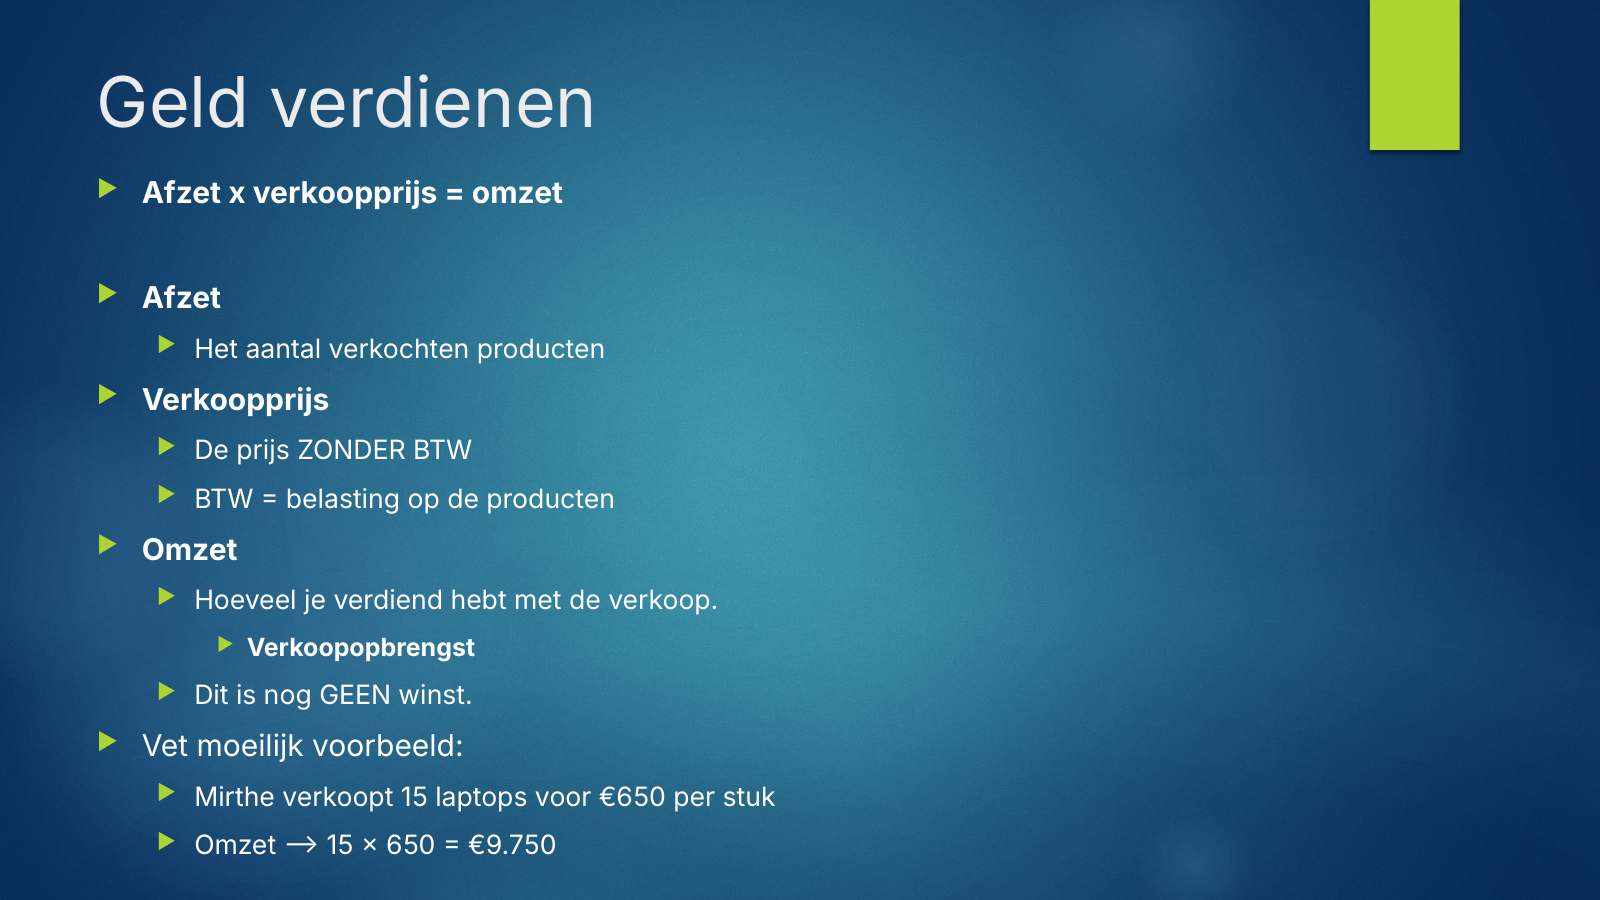 Geld verdienen
Afzet x verkoopprijs = omzet
Afzet
Het aantal verkochten producten
Verkoopprijs
De prijs ZONDER BTW
BTW = belasting op de producten
Omzet
Hoeveel je verdiend hebt met de verkoop.
Verkoopopbrengst
Dit is nog GEEN winst.
Vet moeilijk voorbeeld:
Mirthe verkoopt 15 laptops voor €650 per stuk
Omzet --> 15 × 650 = €9.750